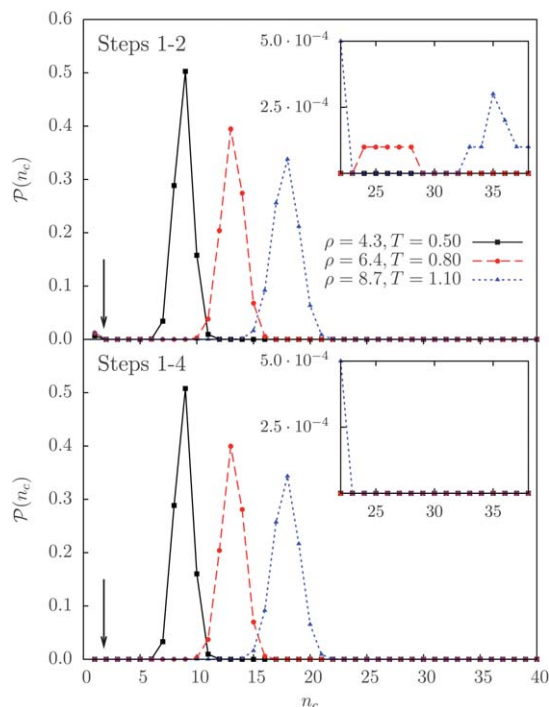 0.6
Steps 1-2
0.5
0.4
0.3
0.2
0.1
0.0
𝒫(n_c)
5.0 · 10⁻⁴
2.5 · 10⁻⁴
25 30 35
ρ = 4.3, T = 0.50
ρ = 6.4, T = 0.80
ρ = 8.7, T = 1.10
Steps 1-4
0.5
0.4
0.3
0.2
0.1
0.0
𝒫(n_c)
5.0 · 10⁻⁴
2.5 · 10⁻⁴
25 30 35
0 5 10 15 20 25 30 35 40
n_c